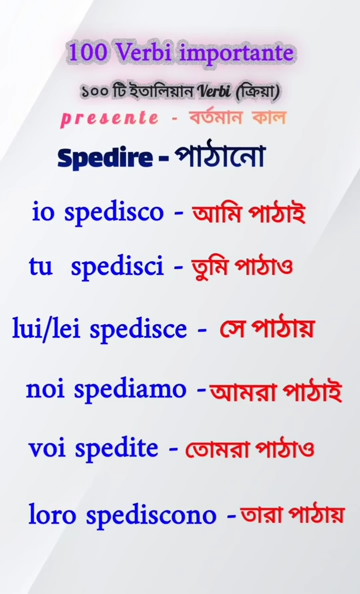 100 Verbi importante
১০০ টি ইতালিয়ান Verbi (ক্রিয়া)
presente - বর্তমান কাল
Spedire - পাঠানো
io spedisco - আমি পাঠাই
tu spedisci - তুমি পাঠাও
lui/lei spedisce - সে পাঠায়
noi spediamo - আমরা পাঠাই
voi spedite - তোমরা পাঠাও
loro spediscono - তারা পাঠায়